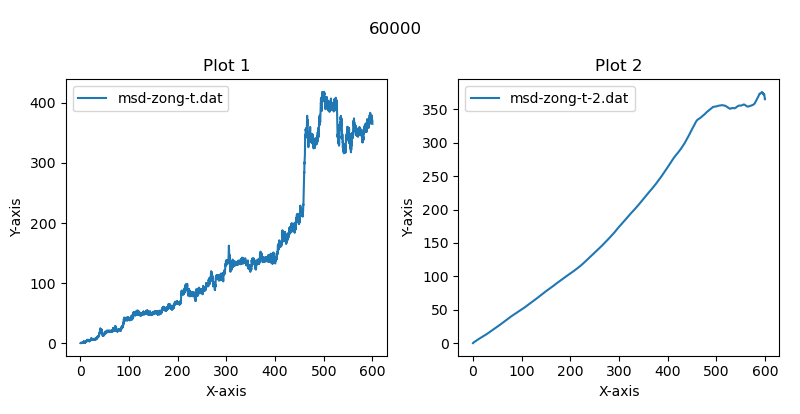 60000
Plot 1
msd-zong-t.dat
400
300
200
100
0
Y-axis
0 100 200 300 400 500 600
X-axis
Plot 2
msd-zong-t-2.dat
350
300
250
200
150
100
50
0
Y-axis
0 100 200 300 400 500 600
X-axis